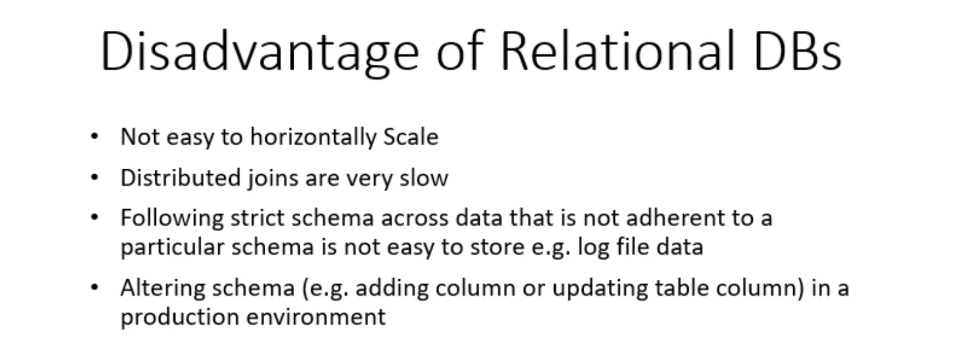 Disadvantage of Relational DBs
• Not easy to horizontally Scale
• Distributed joins are very slow
• Following strict schema across data that is not adherent to a
particular schema is not easy to store e.g. log file data
• Altering schema (e.g. adding column or updating table column) in a
production environment